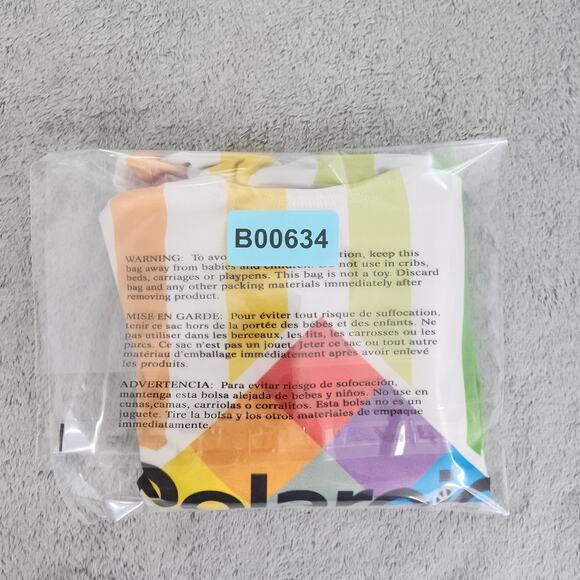 B00634
WARNING: To avo tion, keep this
bag away from babies and children. Do not use in cribs,
beds, carriages or playpens. This bag is not a toy. Discard
bag and any other packing materials immediately after
removing product.
MISE EN GARDE: Pour éviter tout risque de suffocation,
tenir ce sac hors de la portée des bébés et des enfants. Ne
pas utiliser dans les berceaux, les lits, les carrosses ou les
parcs. Ce sac n'est pas un jouet. Jeter ce sac ou tout autre
matériau d'emballage immédiatement après avoir enlevé
les produits.
ADVERTENCIA: Para evitar riesgo de sofocación,
mantenga esta bolsa alejada de bebes y niños. No use en
cunas,camas, carriolas o corralitos. Esta bolsa no es un
juguete. Tire la bolsa y los otros materiales de empaque
immediatamente.
Polaroid